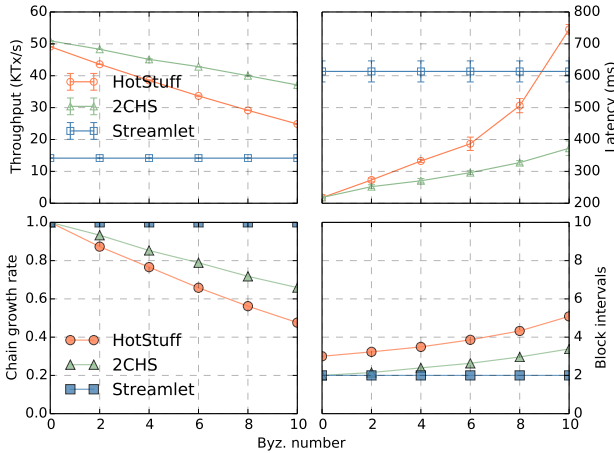 60
50
40
30
20
10
0
Throughput (KTx/s)
HotStuff
2CHS
Streamlet
800
700
600
500
400
300
200
Latency (ms)
1.0
0.8
0.6
0.4
0.2
0.0
Chain growth rate
HotStuff
2CHS
Streamlet
0 2 4 6 8 10
10
8
6
4
2
0
Block intervals
0 2 4 6 8 10
Byz. number